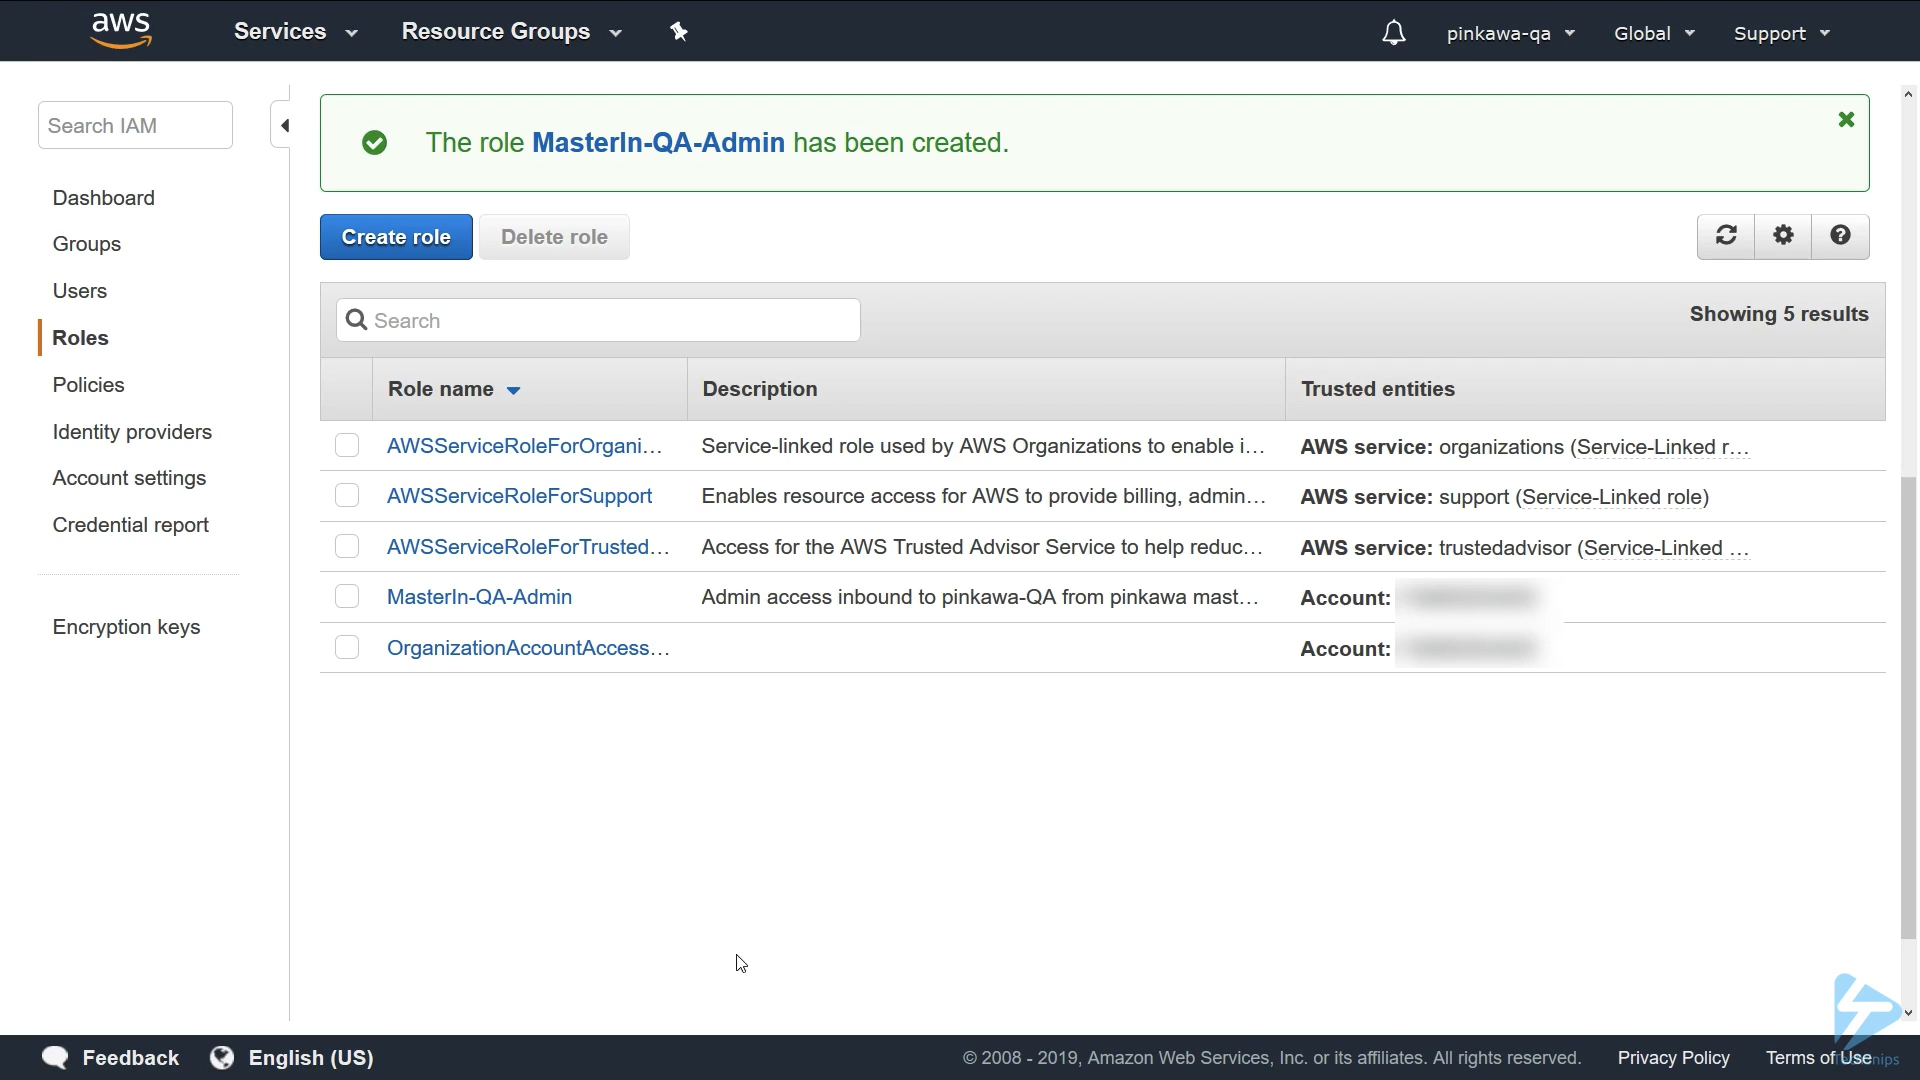 aws Services Resource Groups pinkawa-qa Global Support
Search IAM
Dashboard
Groups
Users
Roles
Policies
Identity providers
Account settings
Credential report
Encryption keys
The role MasterIn-QA-Admin has been created.
Create role Delete role
Search Showing 5 results
Role name Description Trusted entities
AWSServiceRoleForOrgani... Service-linked role used by AWS Organizations to enable i... AWS service: organizations (Service-Linked r...
AWSServiceRoleForSupport Enables resource access for AWS to provide billing, admin... AWS service: support (Service-Linked role)
AWSServiceRoleForTrusted... Access for the AWS Trusted Advisor Service to help reduc... AWS service: trustedadvisor (Service-Linked ...
MasterIn-QA-Admin Admin access inbound to pinkawa-QA from pinkawa mast... Account:
OrganizationAccountAccess... Account:
Feedback English (US) © 2008 - 2019, Amazon Web Services, Inc. or its affiliates. All rights reserved. Privacy Policy Terms of Use